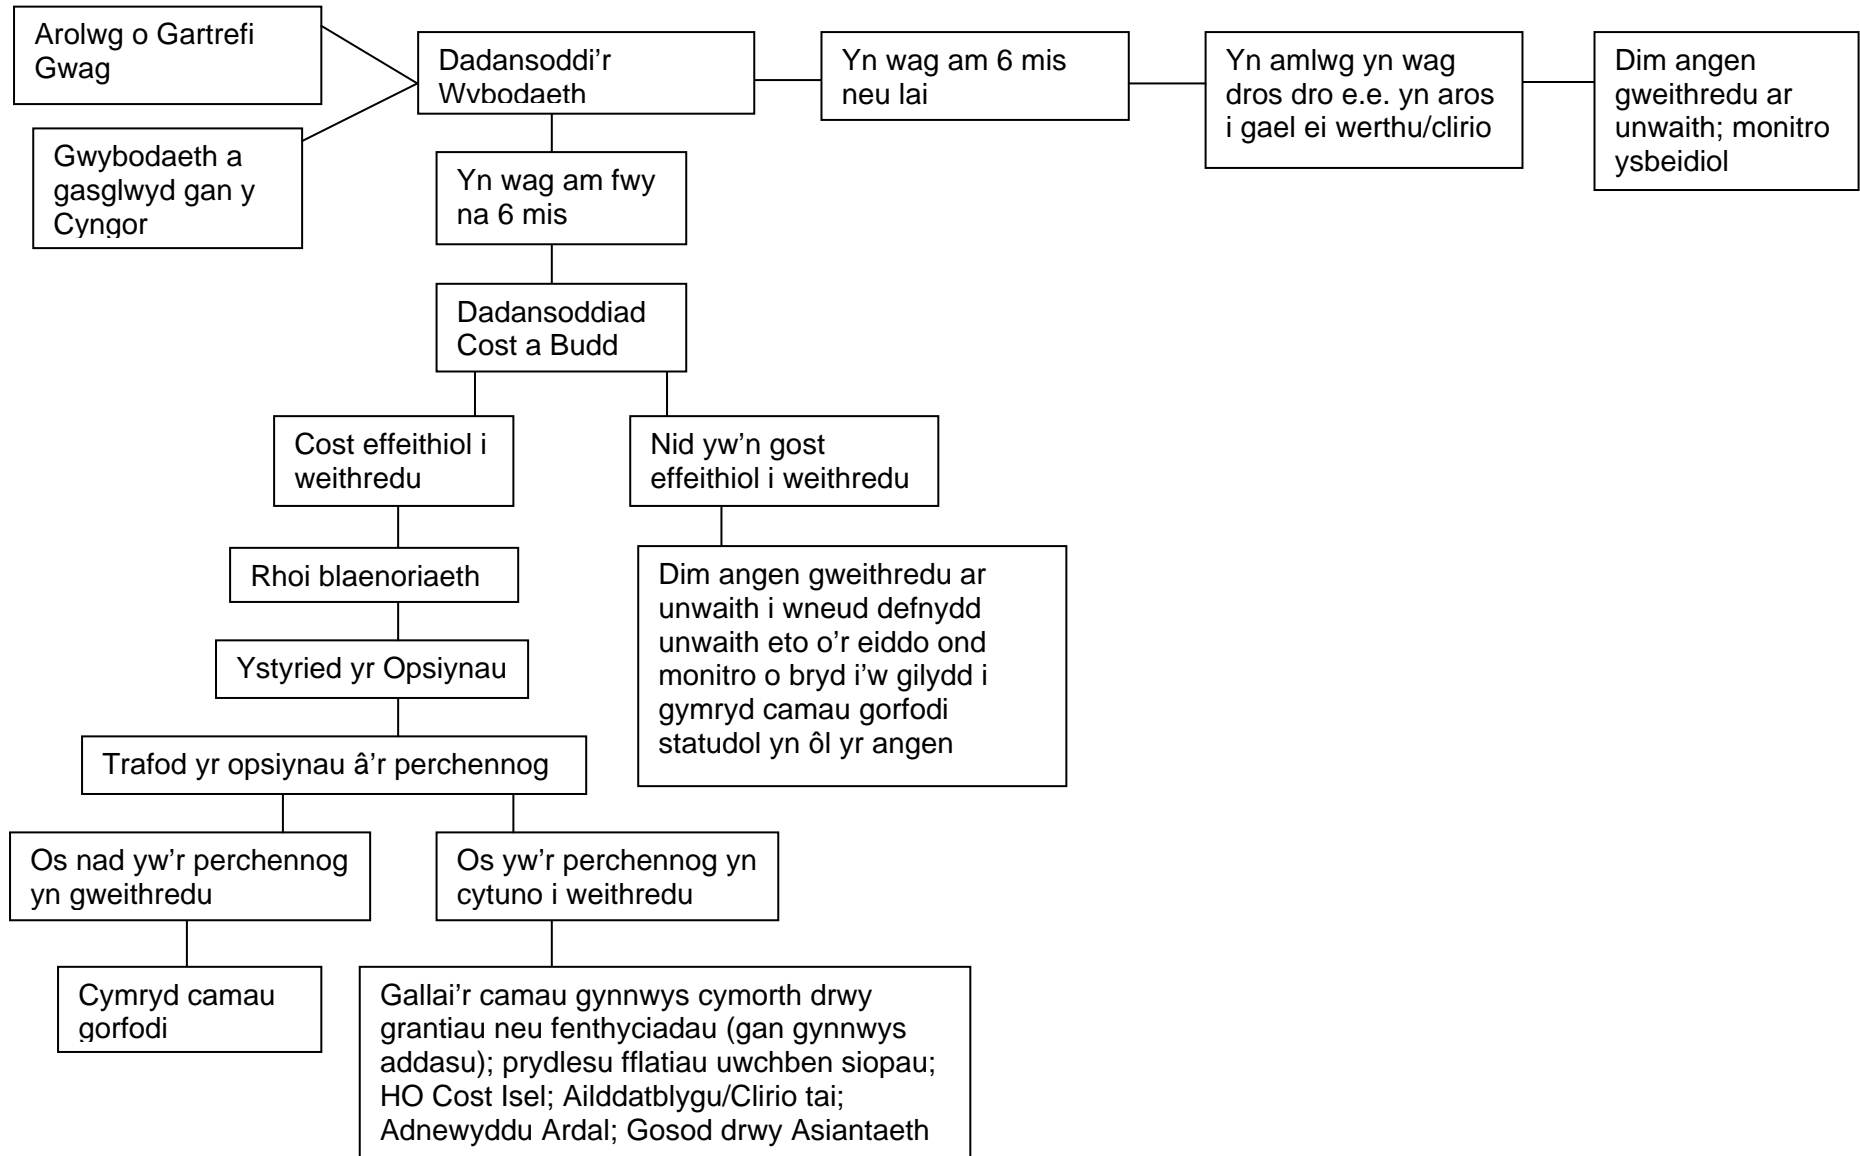 Arolwg o Gartrefi
Gwag
Gwybodaeth a
gasglwyd gan y
Cyngor
Dadansoddi’r
Wybodaeth
Yn wag am 6 mis
neu lai
Yn amlwg yn wag
dros dro e.e. yn aros
i gael ei werthu/clirio
Dim angen
gweithredu ar
unwaith; monitro
ysbeidiol
Yn wag am fwy
na 6 mis
Dadansoddiad
Cost a Budd
Cost effeithiol i
weithredu
Nid yw’n gost
effeithiol i weithredu
Rhoi blaenoriaeth
Dim angen gweithredu ar
unwaith i wneud defnydd
unwaith eto o’r eiddo ond
monitro o bryd i’w gilydd i
gymryd camau gorfodi
statudol yn ôl yr angen
Ystyried yr Opsiynau
Trafod yr opsiynau â’r perchennog
Os nad yw’r perchennog
yn gweithredu
Os yw’r perchennog yn
cytuno i weithredu
Cymryd camau
gorfodi
Gallai’r camau gynnwys cymorth drwy
grantiau neu fenthyciadau (gan gynnwys
addasu); prydlesu fflatiau uwchben siopau;
HO Cost Isel; Ailddatblygu/Clirio tai;
Adnewyddu Ardal; Gosod drwy Asiantaeth